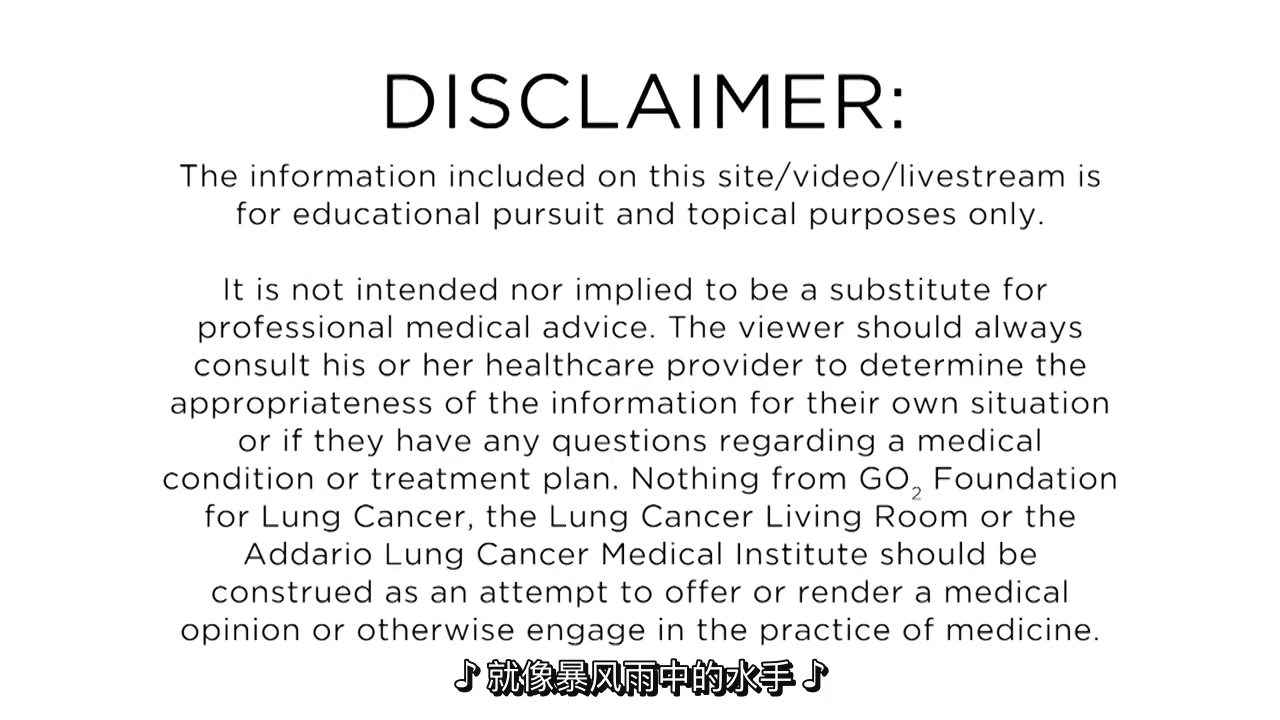 DISCLAIMER:
The information included on this site/video/livestream is
for educational pursuit and topical purposes only.
It is not intended nor implied to be a substitute for
professional medical advice. The viewer should always
consult his or her healthcare provider to determine the
appropriateness of the information for their own situation
or if they have any questions regarding a medical
condition or treatment plan. Nothing from GO₂ Foundation
for Lung Cancer, the Lung Cancer Living Room or the
Addario Lung Cancer Medical Institute should be
construed as an attempt to offer or render a medical
opinion or otherwise engage in the practice of medicine.
♪ 就像暴风雨中的水手 ♪